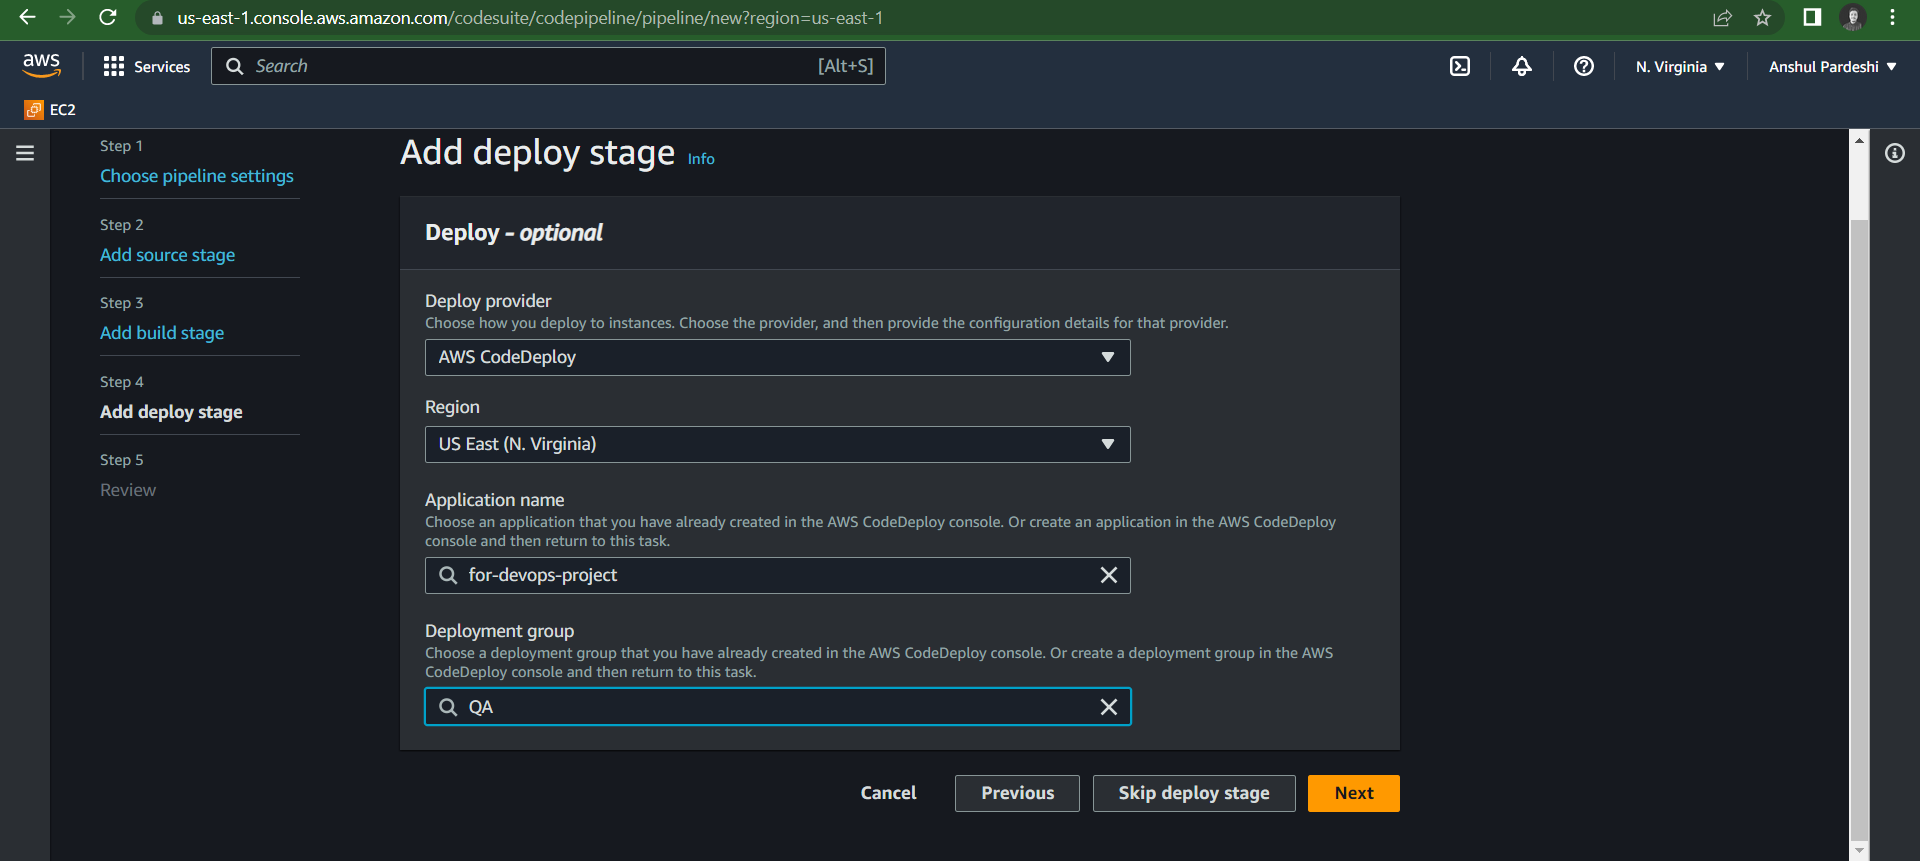 us-east-1.console.aws.amazon.com/codesuite/codepipeline/pipeline/new?region=us-east-1
aws
Services
Search
[Alt+S]
N. Virginia
Anshul Pardeshi
EC2
Step 1
Choose pipeline settings
Step 2
Add source stage
Step 3
Add build stage
Step 4
Add deploy stage
Step 5
Review
Add deploy stage Info
Deploy - optional
Deploy provider
Choose how you deploy to instances. Choose the provider, and then provide the configuration details for that provider.
AWS CodeDeploy
Region
US East (N. Virginia)
Application name
Choose an application that you have already created in the AWS CodeDeploy console. Or create an application in the AWS CodeDeploy
console and then return to this task.
for-devops-project
Deployment group
Choose a deployment group that you have already created in the AWS CodeDeploy console. Or create a deployment group in the AWS
CodeDeploy console and then return to this task.
QA
Cancel
Previous
Skip deploy stage
Next